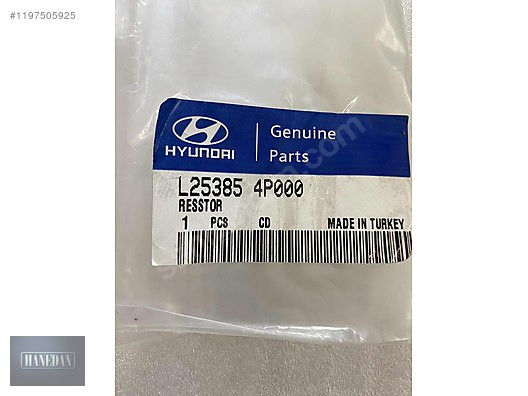 #1197505925
HYUNDAI
Genuine
Parts
L25385 4P000
RESSTOR
1 PCS CD MADE IN TURKEY
HANEDAN